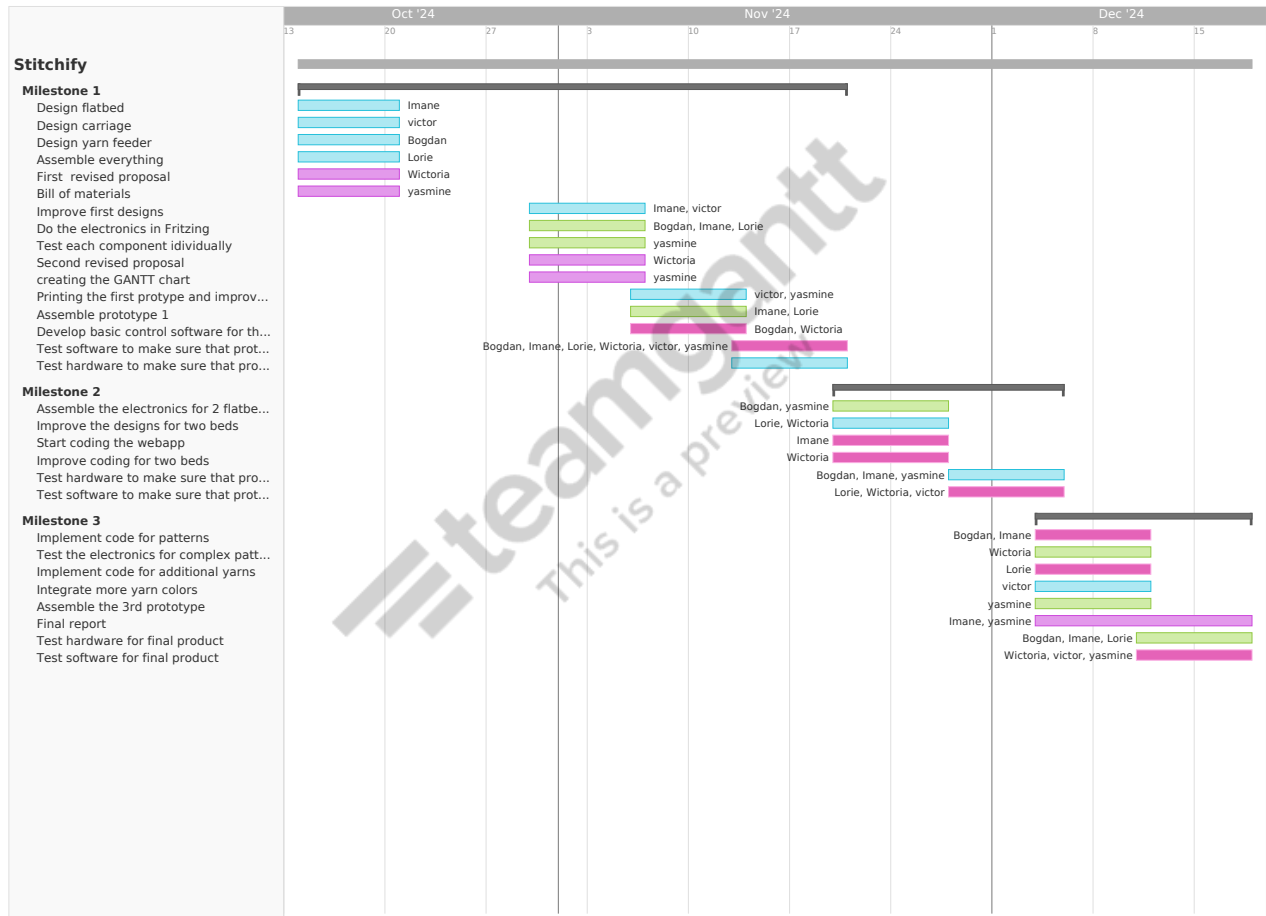 Oct '24 Nov '24 Dec '24
13 20 27 3 10 17 24 1 8 15
Stitchify
Milestone 1
Design flatbed Imane
Design carriage victor
Design yarn feeder Bogdan
Assemble everything Lorie
First  revised proposal Wictoria
Bill of materials yasmine
Improve first designs Imane, victor
Do the electronics in Fritzing Bogdan, Imane, Lorie
Test each component idividually yasmine
Second revised proposal Wictoria
creating the GANTT chart yasmine
Printing the first protype and improv... victor, yasmine
Assemble prototype 1 Imane, Lorie
Develop basic control software for th... Bogdan, Wictoria
Test software to make sure that prot... Bogdan, Imane, Lorie, Wictoria, victor, yasmine
Test hardware to make sure that pro...
Milestone 2
Assemble the electronics for 2 flatbe... Bogdan, yasmine
Improve the designs for two beds Lorie, Wictoria
Start coding the webapp Imane
Improve coding for two beds Wictoria
Test hardware to make sure that pro... Bogdan, Imane, yasmine
Test software to make sure that prot... Lorie, Wictoria, victor
Milestone 3
Implement code for patterns Bogdan, Imane
Test the electronics for complex patt... Wictoria
Implement code for additional yarns Lorie
Integrate more yarn colors victor
Assemble the 3rd prototype yasmine
Final report Imane, yasmine
Test hardware for final product Bogdan, Imane, Lorie
Test software for final product Wictoria, victor, yasmine
teamgantt
This is a preview